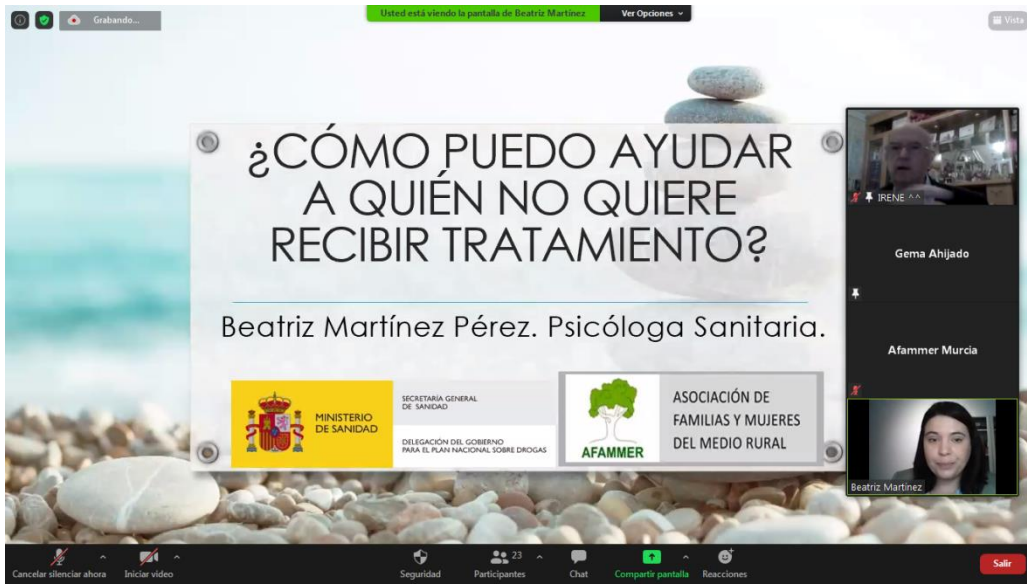 Grabando...
Usted está viendo la pantalla de Beatriz Martínez
Ver Opciones
Vista
¿CÓMO PUEDO AYUDAR
A QUIÉN NO QUIERE
RECIBIR TRATAMIENTO?
Beatriz Martínez Pérez. Psicóloga Sanitaria.
MINISTERIO
DE SANIDAD
SECRETARÍA GENERAL
DE SANIDAD
DELEGACIÓN DEL GOBIERNO
PARA EL PLAN NACIONAL SOBRE DROGAS
AFAMMER
ASOCIACIÓN DE
FAMILIAS Y MUJERES
DEL MEDIO RURAL
IRENE ^^
Gema Ahijado
Afammer Murcia
Beatriz Martínez
Cancelar silenciar ahora
Iniciar video
Seguridad
23
Participantes
Chat
Compartir pantalla
Reacciones
Salir